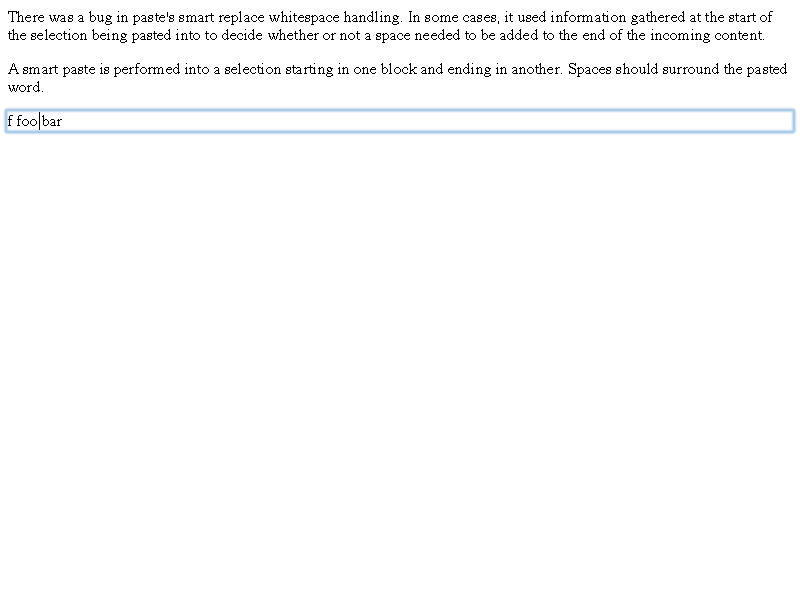 There was a bug in paste's smart replace whitespace handling. In some cases, it used information gathered at the start of
the selection being pasted into to decide whether or not a space needed to be added to the end of the incoming content.
A smart paste is performed into a selection starting in one block and ending in another. Spaces should surround the pasted
word.
f foo bar